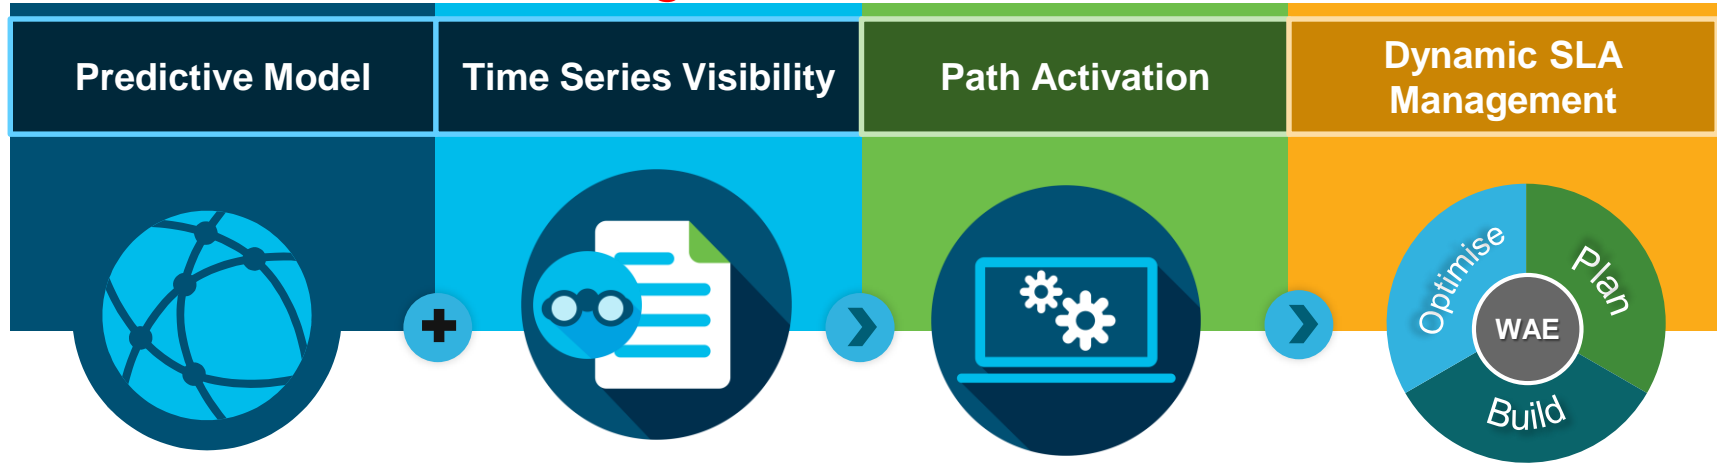 Predictive Model
Time Series Visibility
Path Activation
Dynamic SLA
Management
Optimise
Plan
WAE
Build